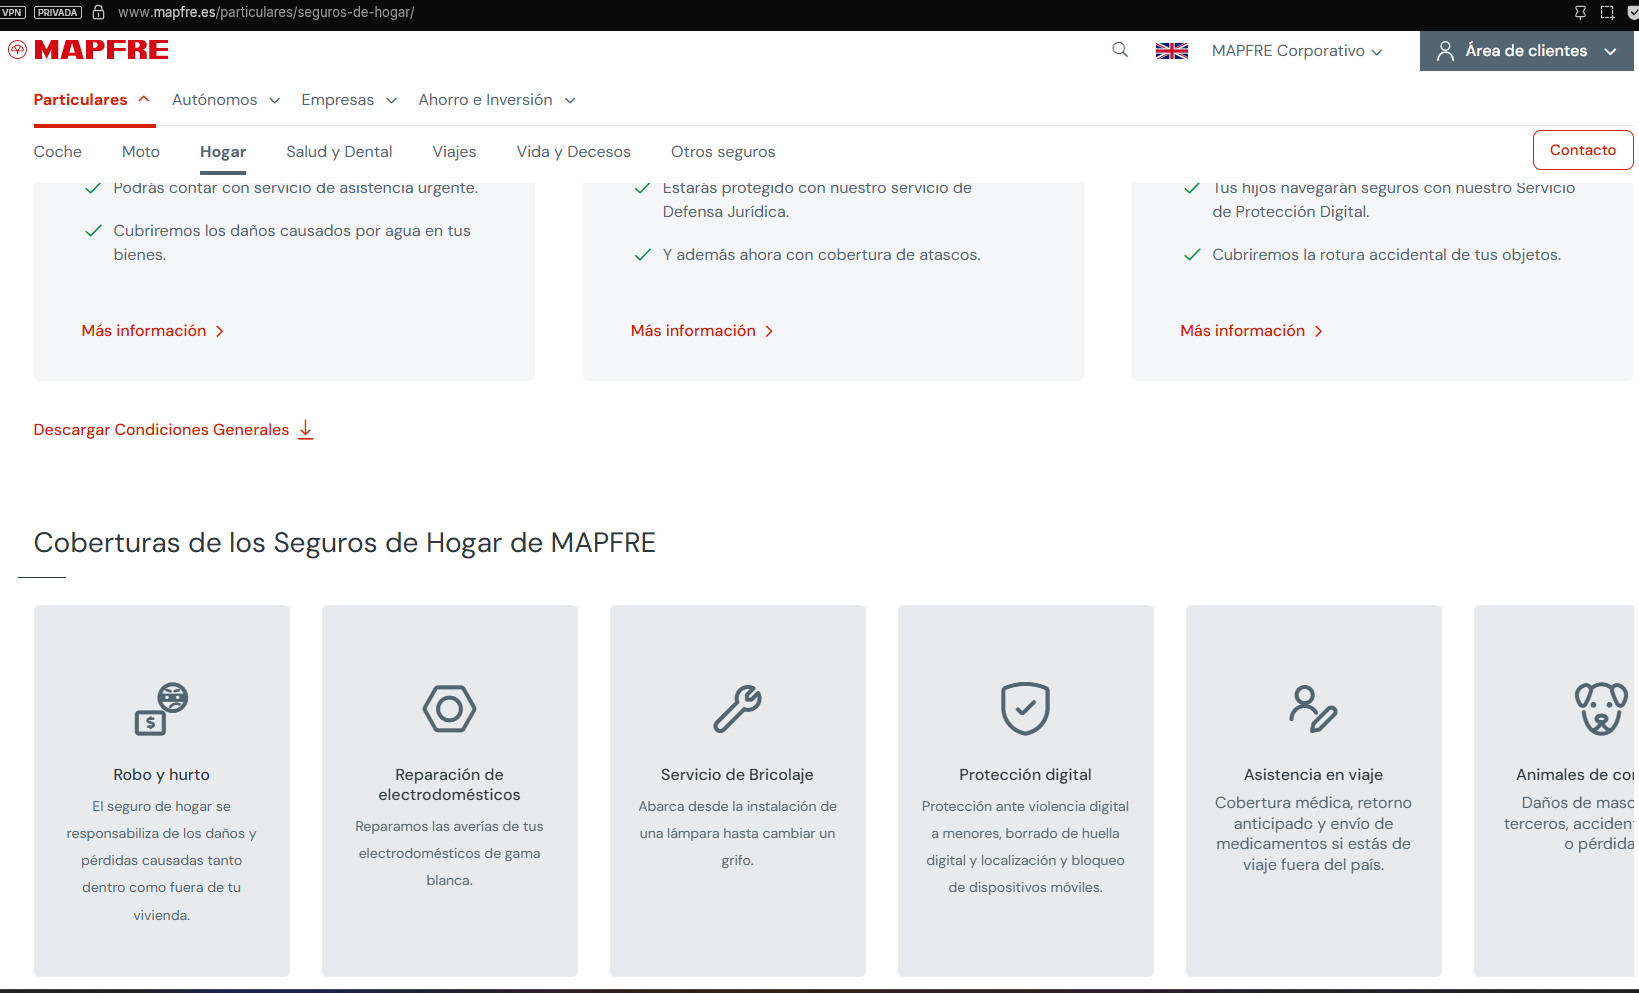 VPN PRIVADA www.mapfre.es/particulares/seguros-de-hogar/
MAPFRE
MAPFRE Corporativo
Área de clientes
Particulares Autónomos Empresas Ahorro e Inversión
Coche Moto Hogar Salud y Dental Viajes Vida y Decesos Otros seguros
Contacto
Podrás contar con servicio de asistencia urgente.
Cubriremos los daños causados por agua en tus
bienes.
Más información
Estarás protegido con nuestro servicio de
Defensa Jurídica.
Y además ahora con cobertura de atascos.
Más información
Tus hijos navegarán seguros con nuestro Servicio
de Protección Digital.
Cubriremos la rotura accidental de tus objetos.
Más información
Descargar Condiciones Generales
Coberturas de los Seguros de Hogar de MAPFRE
$
Robo y hurto
El seguro de hogar se
responsabiliza de los daños y
pérdidas causadas tanto
dentro como fuera de tu
vivienda.
Reparación de
electrodomésticos
Reparamos las averías de tus
electrodomésticos de gama
blanca.
Servicio de Bricolaje
Abarca desde la instalación de
una lámpara hasta cambiar un
grifo.
Protección digital
Protección ante violencia digital
a menores, borrado de huella
digital y localización y bloqueo
de dispositivos móviles.
Asistencia en viaje
Cobertura médica, retorno
anticipado y envío de
medicamentos si estás de
viaje fuera del país.
Animales de co
Daños de masc
terceros, acciden
o pérdida